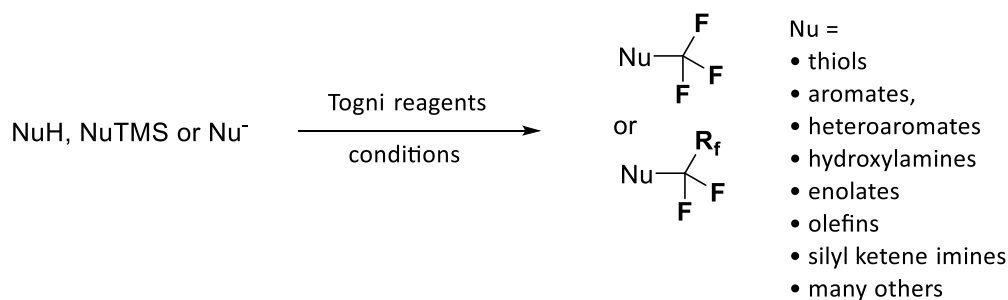 NuH, NuTMS or Nu⁻
Togni reagents
conditions
Nu
F
F
F
or
Nu
Rf
F
F
Nu =
• thiols
• aromates,
• heteroaromates
• hydroxylamines
• enolates
• olefins
• silyl ketene imines
• many others